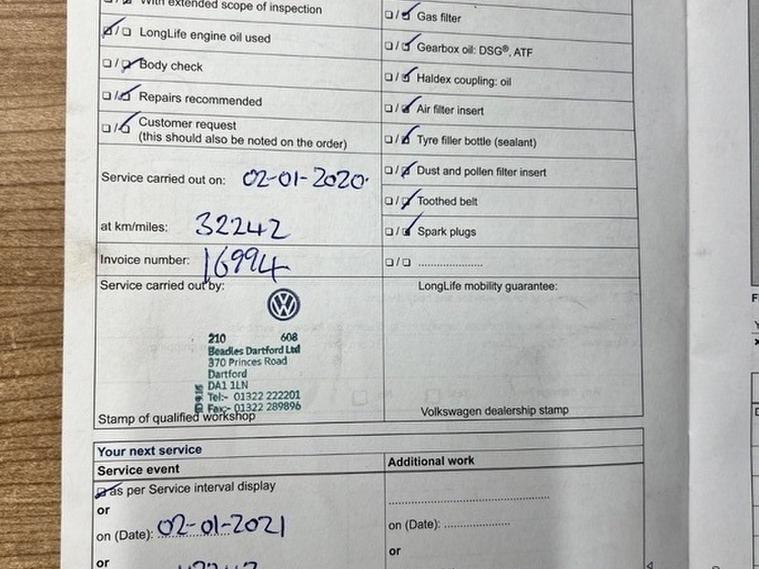 With extended scope of inspection
LongLife engine oil used
Body check
Repairs recommended
Customer request
(this should also be noted on the order)
Gas filter
Gearbox oil: DSG®, ATF
Haldex coupling: oil
Air filter insert
Tyre filler bottle (sealant)
Dust and pollen filter insert
Toothed belt
Spark plugs
Service carried out on: 02-01-2020
at km/miles: 32242
Invoice number: 16994
Service carried out by:
210 608
Beadles Dartford Ltd
370 Princes Road
Dartford
DA1 1LN
Tel:- 01322 222201
Fax:- 01322 289896
Stamp of qualified workshop
LongLife mobility guarantee:
Volkswagen dealership stamp
Your next service
Service event
as per Service interval display
or
on (Date): 02-01-2021
or
Additional work
on (Date):
or